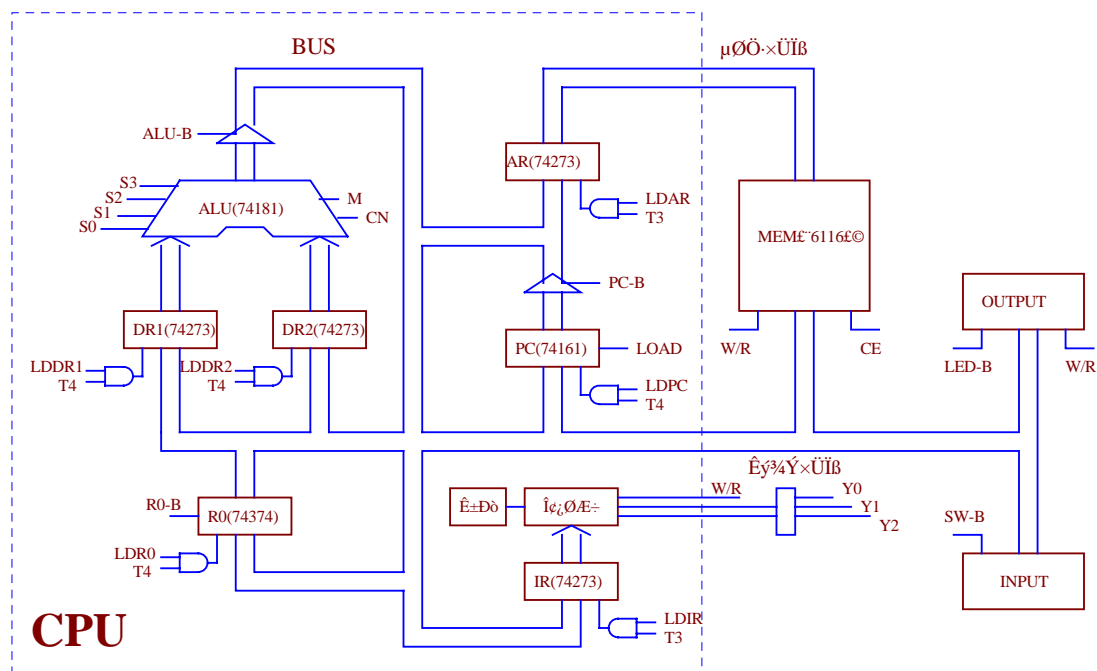 BUS
µØÖ·×ÜÏß
ALU-B
AR(74273)
S3
S2
S1
S0
M
CN
ALU(74181)
LDAR
T3
MEM£¨6116£©
PC-B
OUTPUT
DR1(74273)
DR2(74273)
PC(74161)
LOAD
W/R
CE
LED-B
W/R
LDDR1
T4
LDDR2
T4
LDPC
T4
Êý¾Ý×ÜÏß
R0-B
R0(74374)
ʱÐò
΢¿ØÆ÷
W/R
Y0
Y1
Y2
SW-B
LDR0
T4
IR(74273)
INPUT
LDIR
T3
CPU